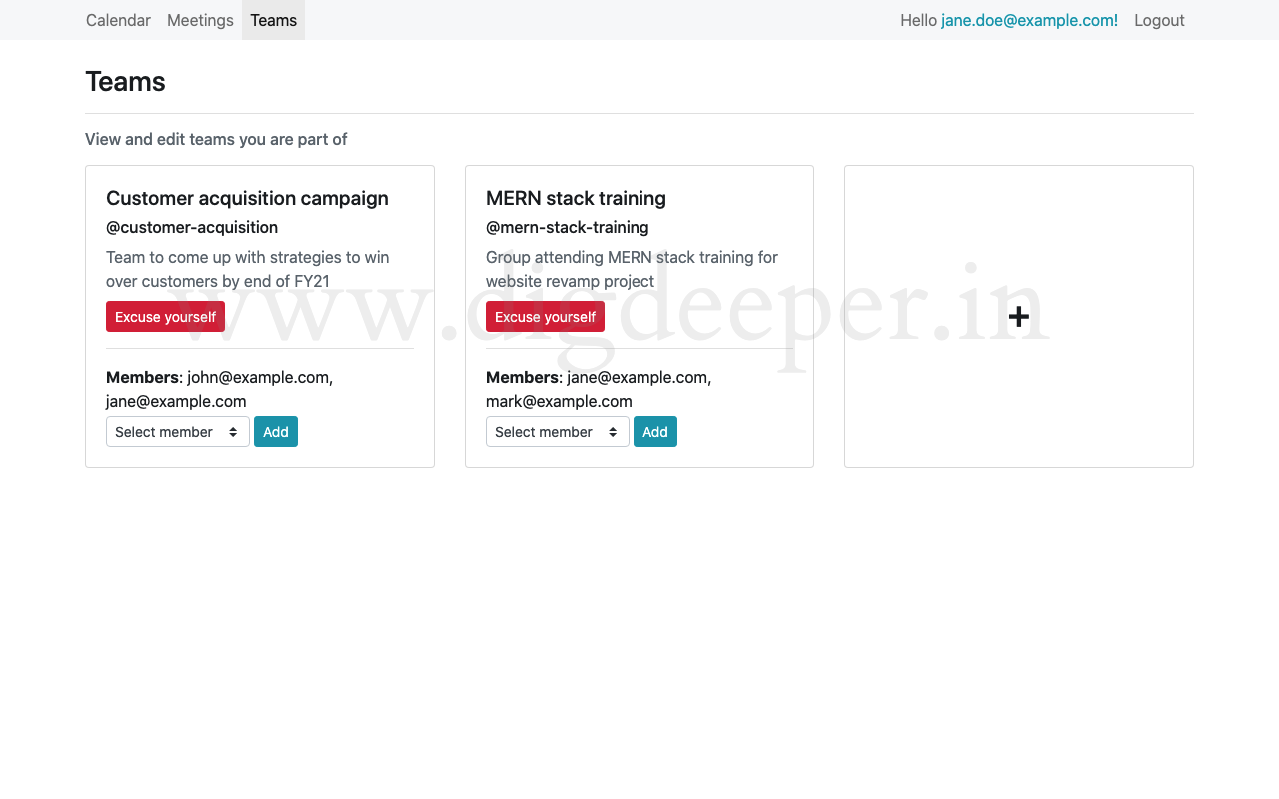 Calendar Meetings Teams Hello jane.doe@example.com! Logout
Teams
View and edit teams you are part of
Customer acquisition campaign
@customer-acquisition
Team to come up with strategies to win
over customers by end of FY21
Excuse yourself
Members: john@example.com,
jane@example.com
Select member Add
MERN stack training
@mern-stack-training
Group attending MERN stack training for
website revamp project
Excuse yourself
Members: jane@example.com,
mark@example.com
Select member Add
+
www.digdeeper.in